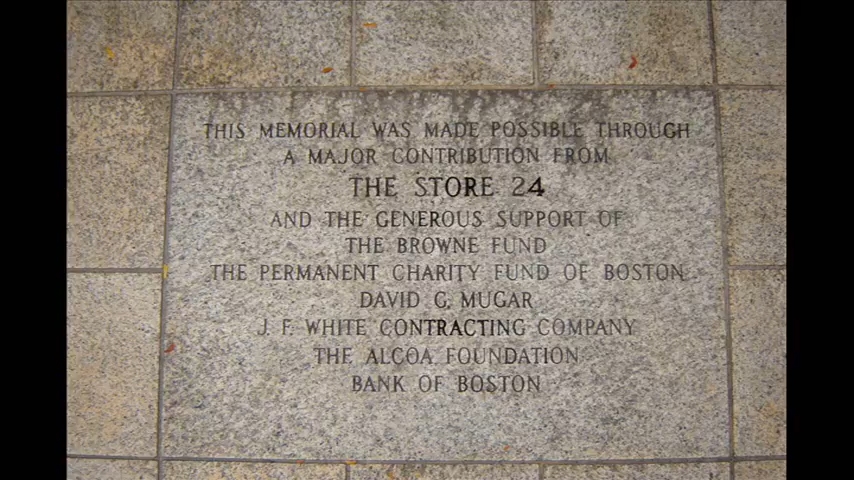 THIS MEMORIAL WAS MADE POSSIBLE THROUGH
A MAJOR CONTRIBUTION FROM
THE STORE 24
AND THE GENEROUS SUPPORT OF
THE BROWNE FUND
THE PERMANENT CHARITY FUND OF BOSTON
DAVID G. MUGAR
J. F. WHITE CONTRACTING COMPANY
THE ALCOA FOUNDATION
BANK OF BOSTON